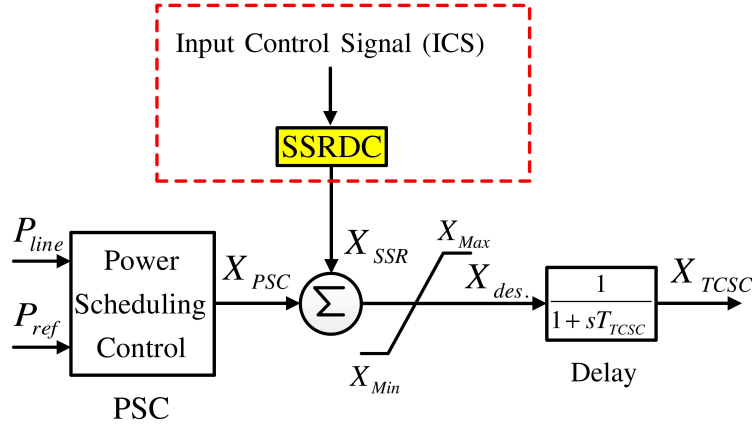 Input Control Signal (ICS)
SSRDC
P_line
P_ref
Power
Scheduling
Control
PSC
X_PSC
X_SSR
Σ
X_Max
X_Min
X_des.
1
1+sT_TCSC
Delay
X_TCSC